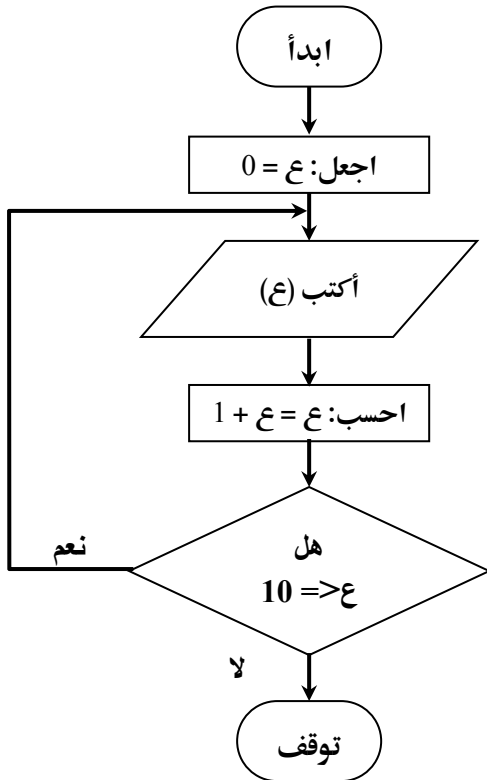 ابدأ
اجعل: ع = 0
أكتب (ع)
احسب: ع = ع + 1
هل
ع<= 10
نعم
لا
توقف